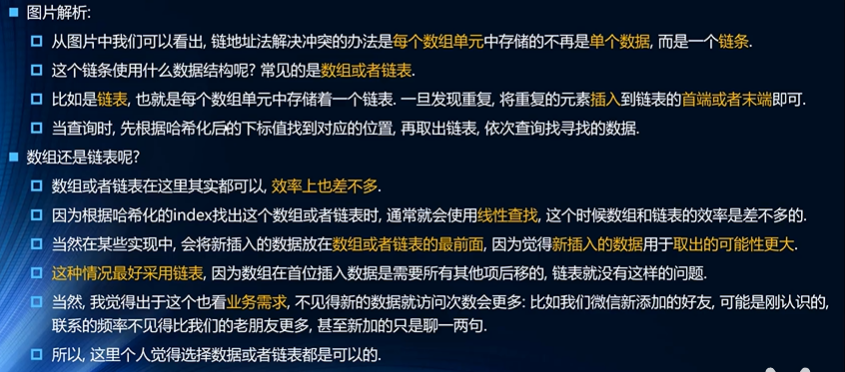 图片解析:
从图片中我们可以看出, 链地址法解决冲突的办法是每个数组单元中存储的不再是单个数据, 而是一个链条.
这个链条使用什么数据结构呢? 常见的是数组或者链表.
比如是链表, 也就是每个数组单元中存储着一个链表. 一旦发现重复, 将重复的元素插入到链表的首端或者末端即可.
当查询时, 先根据哈希化后的下标值找到对应的位置, 再取出链表, 依次查询找寻找的数据.
数组还是链表呢?
数组或者链表在这里其实都可以, 效率上也差不多.
因为根据哈希化的index找出这个数组或者链表时, 通常就会使用线性查找, 这个时候数组和链表的效率是差不多的.
当然在某些实现中, 会将新插入的数据放在数组或者链表的最前面, 因为觉得新插入的数据用于取出的可能性更大.
这种情况最好采用链表, 因为数组在首位插入数据是需要所有其他项后移的, 链表就没有这样的问题.
当然, 我觉得出于这个也看业务需求, 不见得新的数据就访问次数会更多: 比如我们微信新添加的好友, 可能是刚认识的,
联系的频率不见得比我们的老朋友更多, 甚至新加的只是聊一两句.
所以, 这里个人觉得选择数据或者链表都是可以的.